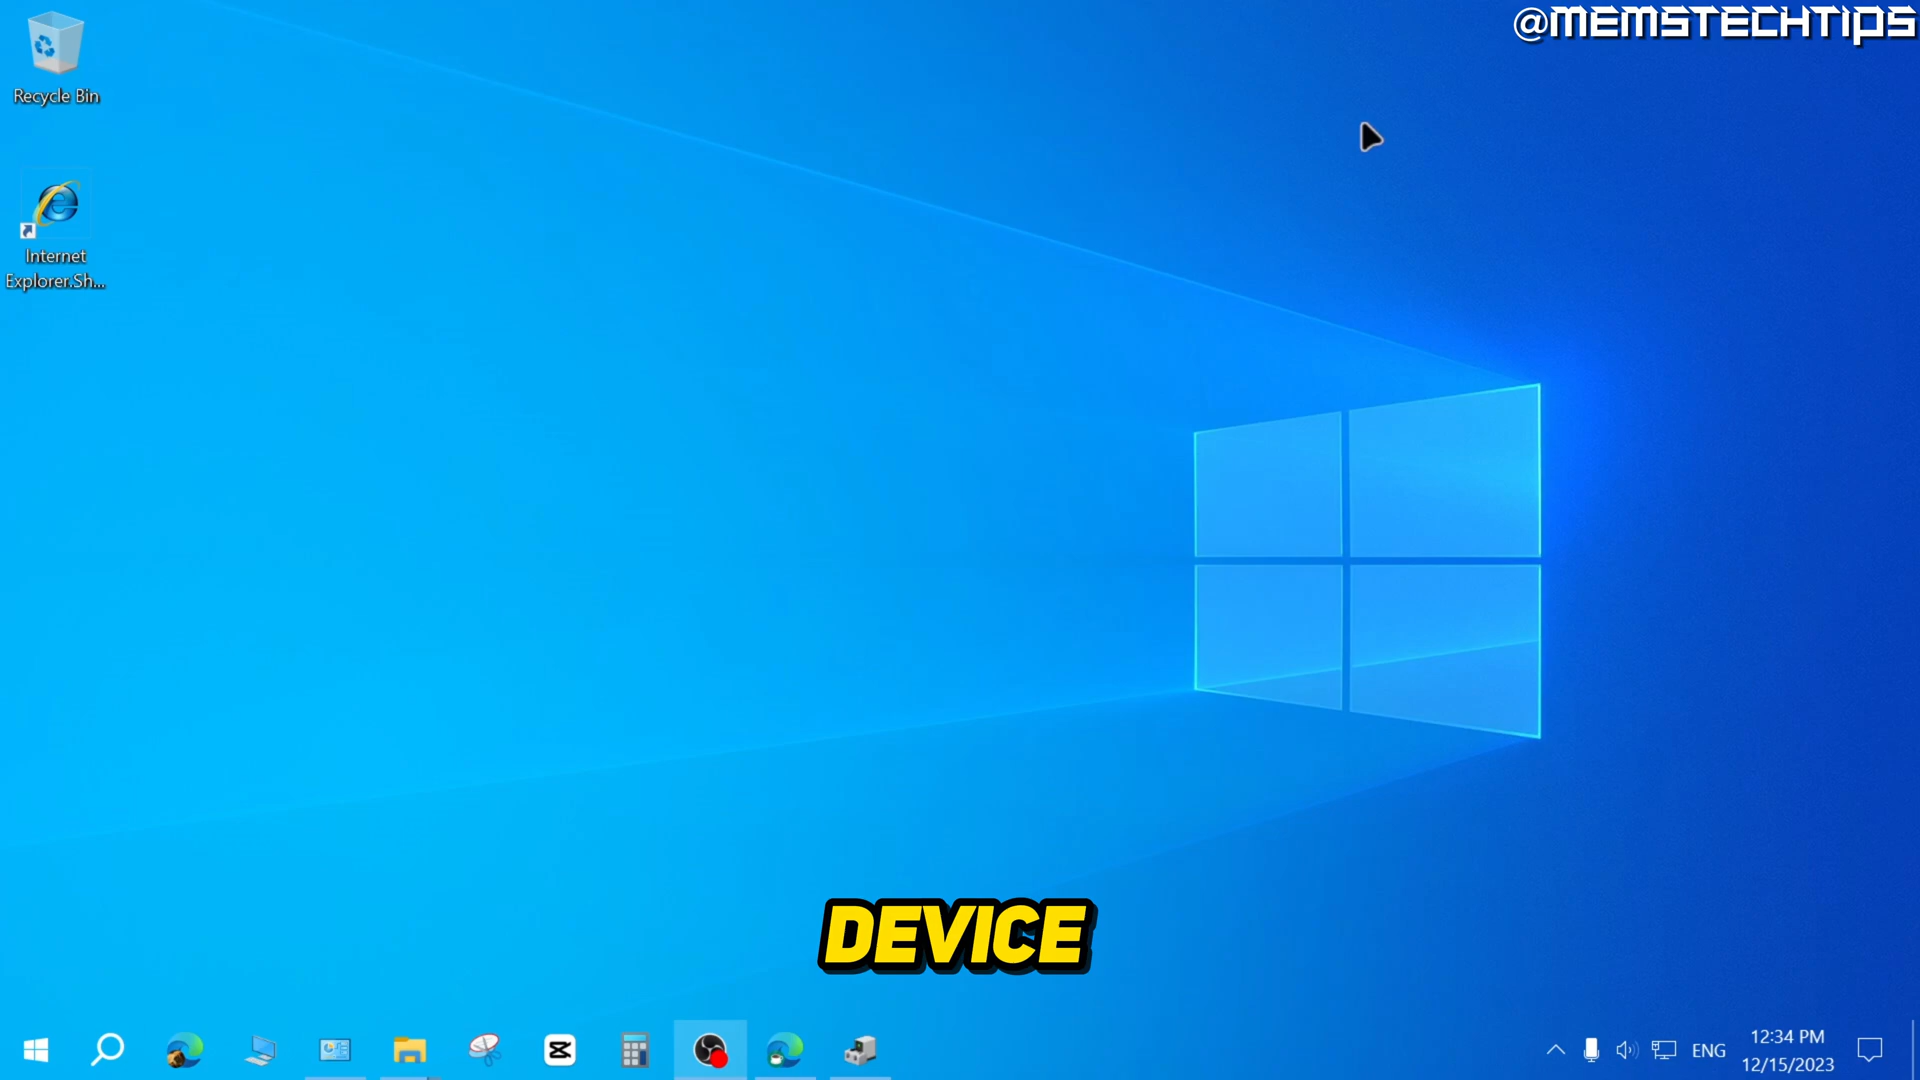 @MEMSTECHTIPS
Recycle Bin
Internet
Explorer.Sh...
DEVICE
ENG
12:34 PM
12/15/2023